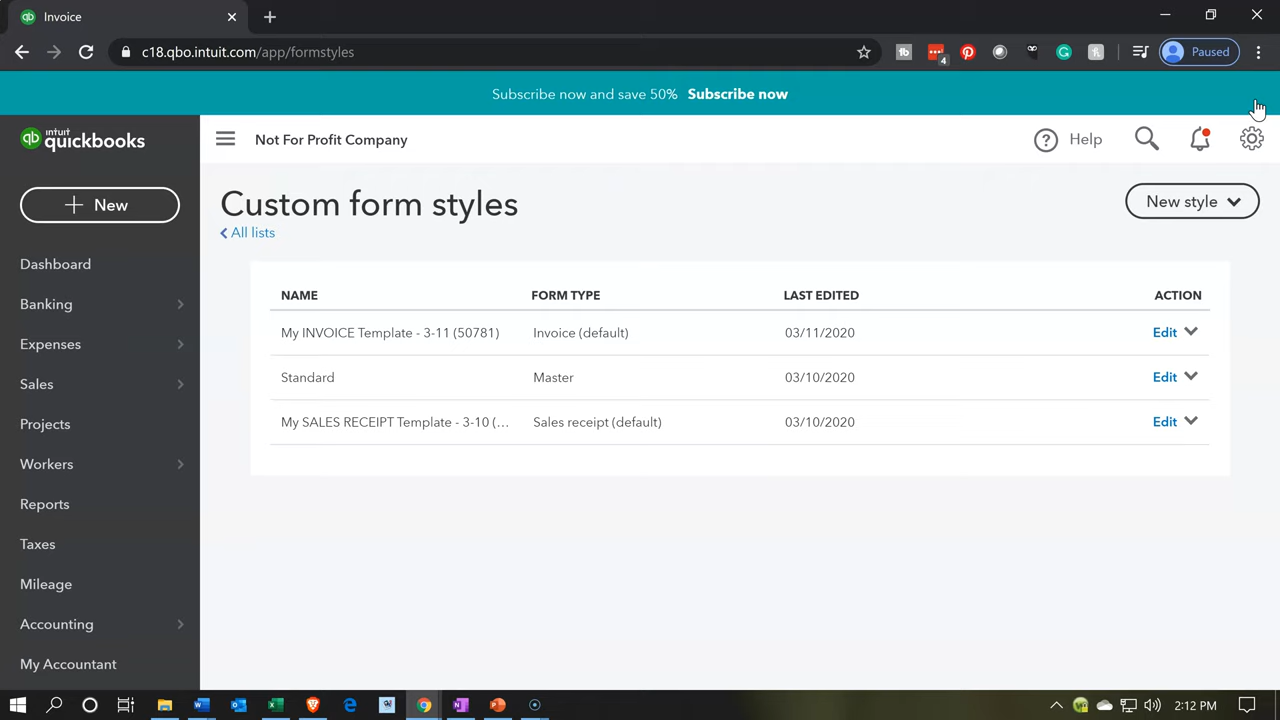 Invoice
c18.qbo.intuit.com/app/formstyles
4
Paused
Subscribe now and save 50% Subscribe now
qb intuit quickbooks
Not For Profit Company
? Help
+ New
Custom form styles
New style
All lists
NAME FORM TYPE LAST EDITED ACTION
My INVOICE Template - 3-11 (50781) Invoice (default) 03/11/2020 Edit
Standard Master 03/10/2020 Edit
My SALES RECEIPT Template - 3-10 (... Sales receipt (default) 03/10/2020 Edit
Dashboard
Banking
Expenses
Sales
Projects
Workers
Reports
Taxes
Mileage
Accounting
My Accountant
2:12 PM